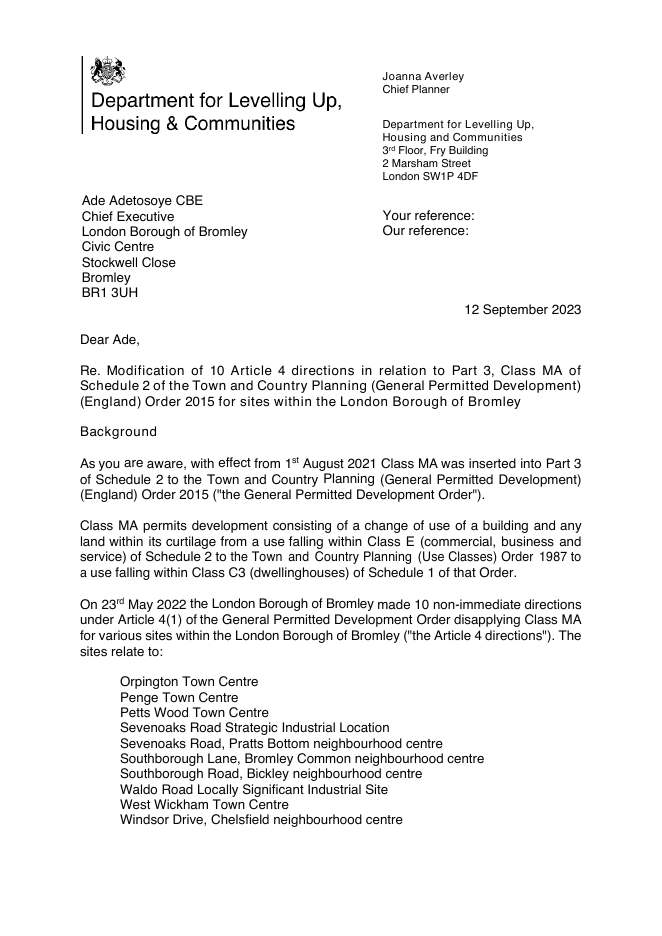 Department for Levelling Up,
Housing & Communities
Joanna Averley
Chief Planner
Department for Levelling Up,
Housing and Communities
3rd Floor, Fry Building
2 Marsham Street
London SW1P 4DF
Ade Adetosoye CBE
Chief Executive
London Borough of Bromley
Civic Centre
Stockwell Close
Bromley
BR1 3UH
Your reference:
Our reference:
12 September 2023
Dear Ade,
Re. Modification of 10 Article 4 directions in relation to Part 3, Class MA of
Schedule 2 of the Town and Country Planning (General Permitted Development)
(England) Order 2015 for sites within the London Borough of Bromley
Background
As you are aware, with effect from 1st August 2021 Class MA was inserted into Part 3
of Schedule 2 to the Town and Country Planning (General Permitted Development)
(England) Order 2015 ("the General Permitted Development Order").
Class MA permits development consisting of a change of use of a building and any
land within its curtilage from a use falling within Class E (commercial, business and
service) of Schedule 2 to the Town and Country Planning (Use Classes) Order 1987 to
a use falling within Class C3 (dwellinghouses) of Schedule 1 of that Order.
On 23rd May 2022 the London Borough of Bromley made 10 non-immediate directions
under Article 4(1) of the General Permitted Development Order disapplying Class MA
for various sites within the London Borough of Bromley ("the Article 4 directions"). The
sites relate to:
Orpington Town Centre
Penge Town Centre
Petts Wood Town Centre
Sevenoaks Road Strategic Industrial Location
Sevenoaks Road, Pratts Bottom neighbourhood centre
Southborough Lane, Bromley Common neighbourhood centre
Southborough Road, Bickley neighbourhood centre
Waldo Road Locally Significant Industrial Site
West Wickham Town Centre
Windsor Drive, Chelsfield neighbourhood centre